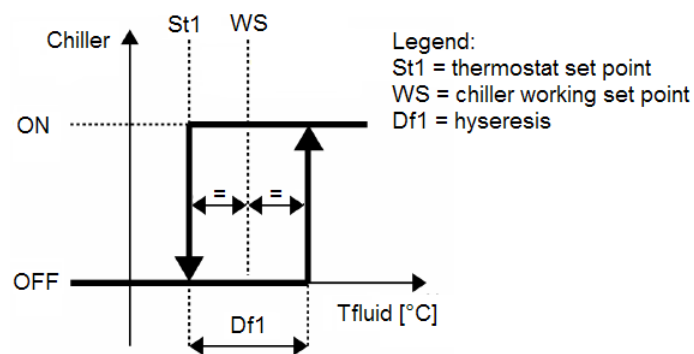 St1 WS
Chiller
Legend:
St1 = thermostat set point
WS = chiller working set point
Df1 = hyseresis
ON
= =
OFF
Tfluid [°C]
Df1